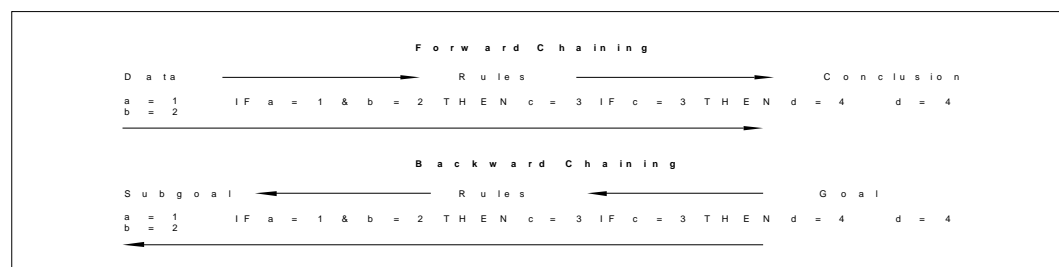 Forward Chaining
Data Rules Conclusion
a = 1 IF a = 1 & b = 2 THEN c = 3 IF c = 3 THEN d = 4 d = 4
b = 2
Backward Chaining
Subgoal Rules Goal
a = 1 IF a = 1 & b = 2 THEN c = 3 IF c = 3 THEN d = 4 d = 4
b = 2